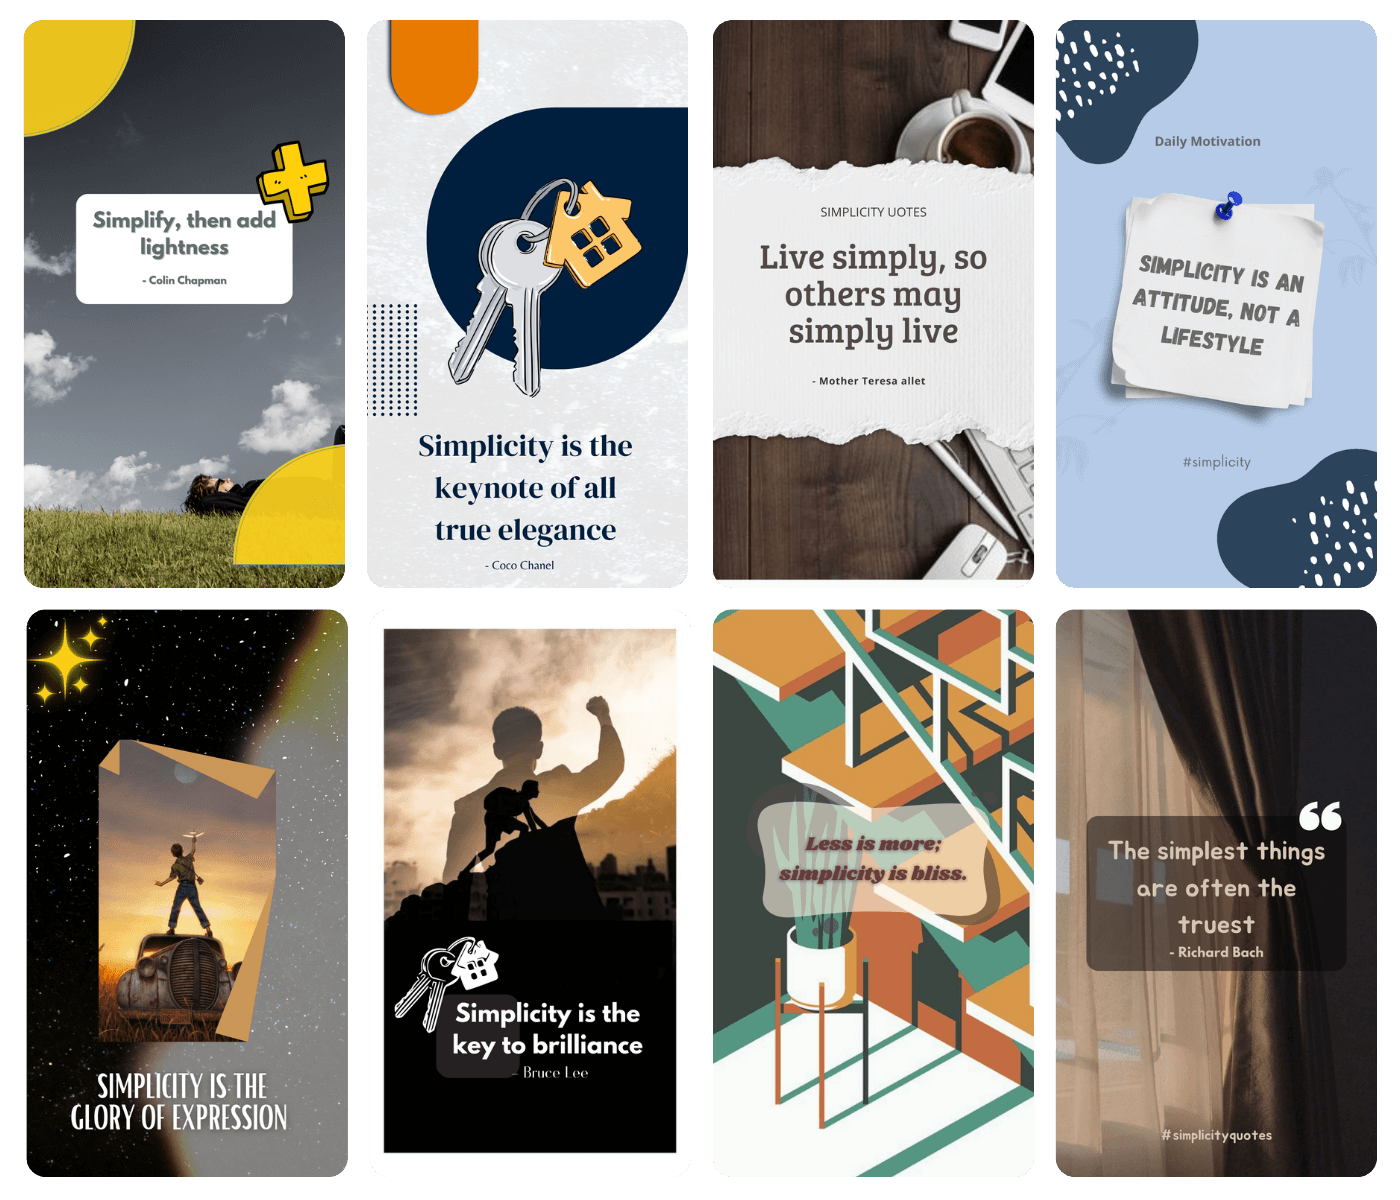 Simplify, then add
lightness
- Colin Chapman
Simplicity is the
keynote of all
true elegance
- Coco Chanel
SIMPLICITY UOTES
Live simply, so
others may
simply live
- Mother Teresa allet
Daily Motivation
SIMPLICITY IS AN
ATTITUDE, NOT A
LIFESTYLE
#simplicity
SIMPLICITY IS THE
GLORY OF EXPRESSION
Simplicity is the
key to brilliance
- Bruce Lee
Less is more;
simplicity is bliss.
The simplest things
are often the
truest
- Richard Bach
#simplicityquotes